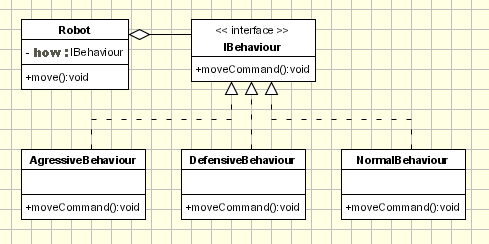 Robot
- how : IBehaviour
+move():void
<< interface >>
IBehaviour
+moveCommand():void
AgressiveBehaviour
+moveCommand():void
DefensiveBehaviour
+moveCommand():void
NormalBehaviour
+moveCommand():void